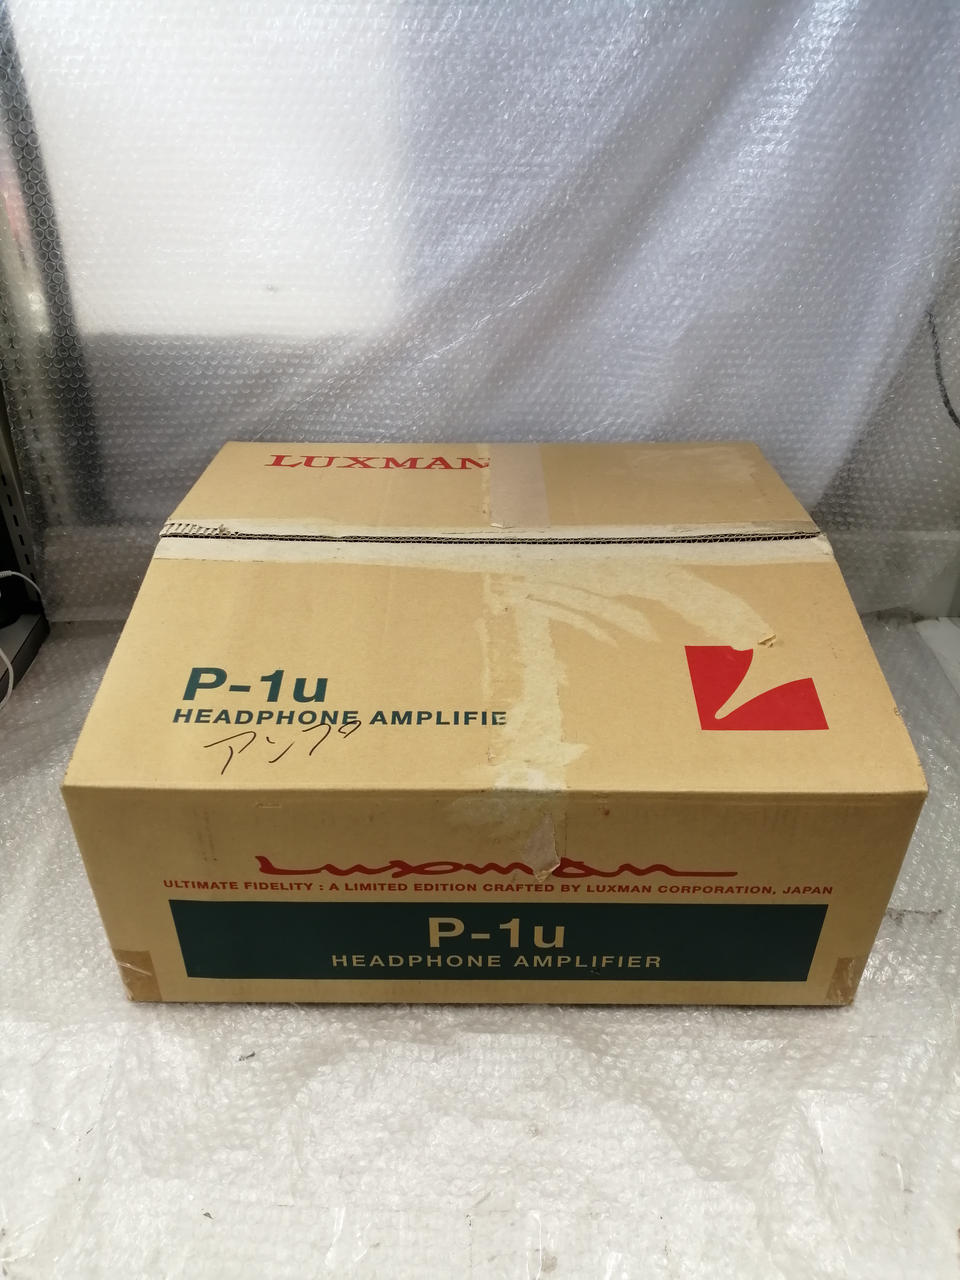 LUXMAN
P-1u
HEADPHONE AMPLIFIE
アンプ
Luxman
ULTIMATE FIDELITY : A LIMITED EDITION CRAFTED BY LUXMAN CORPORATION, JAPAN
P-1u
HEADPHONE AMPLIFIER